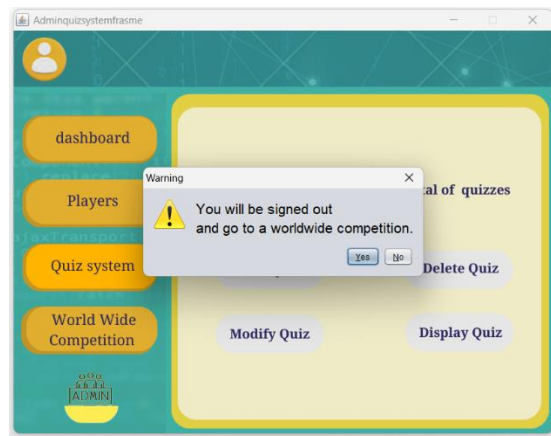 Adminquizsystemfrasme
dashboard
Warning
Players
of quizzes
You will be signed out
and go to a worldwide competition.
Yes No
Quiz system
Delete Quiz
World Wide
Competition
Modify Quiz
Display Quiz
ADMIN